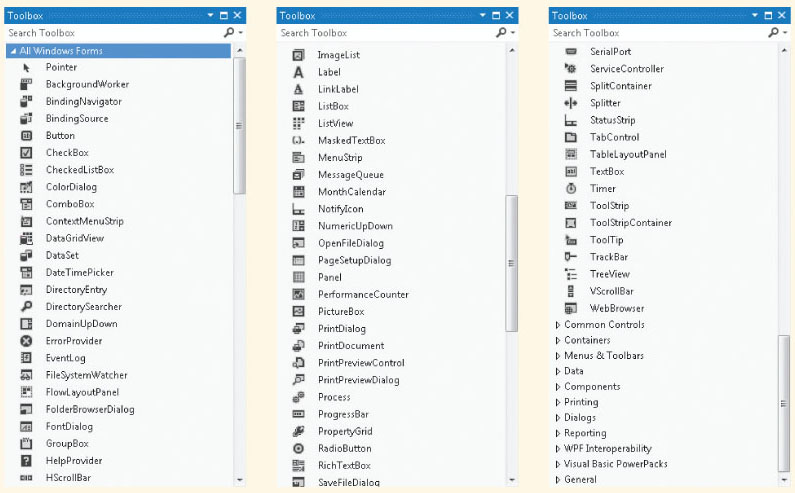 Toolbox
Search Toolbox
All Windows Forms
Pointer
BackgroundWorker
BindingNavigator
BindingSource
Button
CheckBox
CheckedListBox
ColorDialog
ComboBox
ContextMenuStrip
DataGridView
DataSet
DateTimePicker
DirectoryEntry
DirectorySearcher
DomainUpDown
ErrorProvider
EventLog
FileSystemWatcher
FlowLayoutPanel
FolderBrowserDialog
FontDialog
GroupBox
HelpProvider
HScrollBar
Toolbox
Search Toolbox
ImageList
Label
LinkLabel
ListBox
ListView
MaskedTextBox
MenuStrip
MessageQueue
MonthCalendar
NotifyIcon
NumericUpDown
OpenFileDialog
PageSetupDialog
Panel
PerformanceCounter
PictureBox
PrintDialog
PrintDocument
PrintPreviewControl
PrintPreviewDialog
Process
ProgressBar
PropertyGrid
RadioButton
RichTextBox
SaveFileDialog
Toolbox
Search Toolbox
SerialPort
ServiceController
SplitContainer
Splitter
StatusStrip
TabControl
TableLayoutPanel
TextBox
Timer
ToolStrip
ToolStripContainer
ToolTip
TrackBar
TreeView
VScrollBar
WebBrowser
Common Controls
Containers
Menus & Toolbars
Data
Components
Printing
Dialogs
Reporting
WPF Interoperability
Visual Basic PowerPacks
General